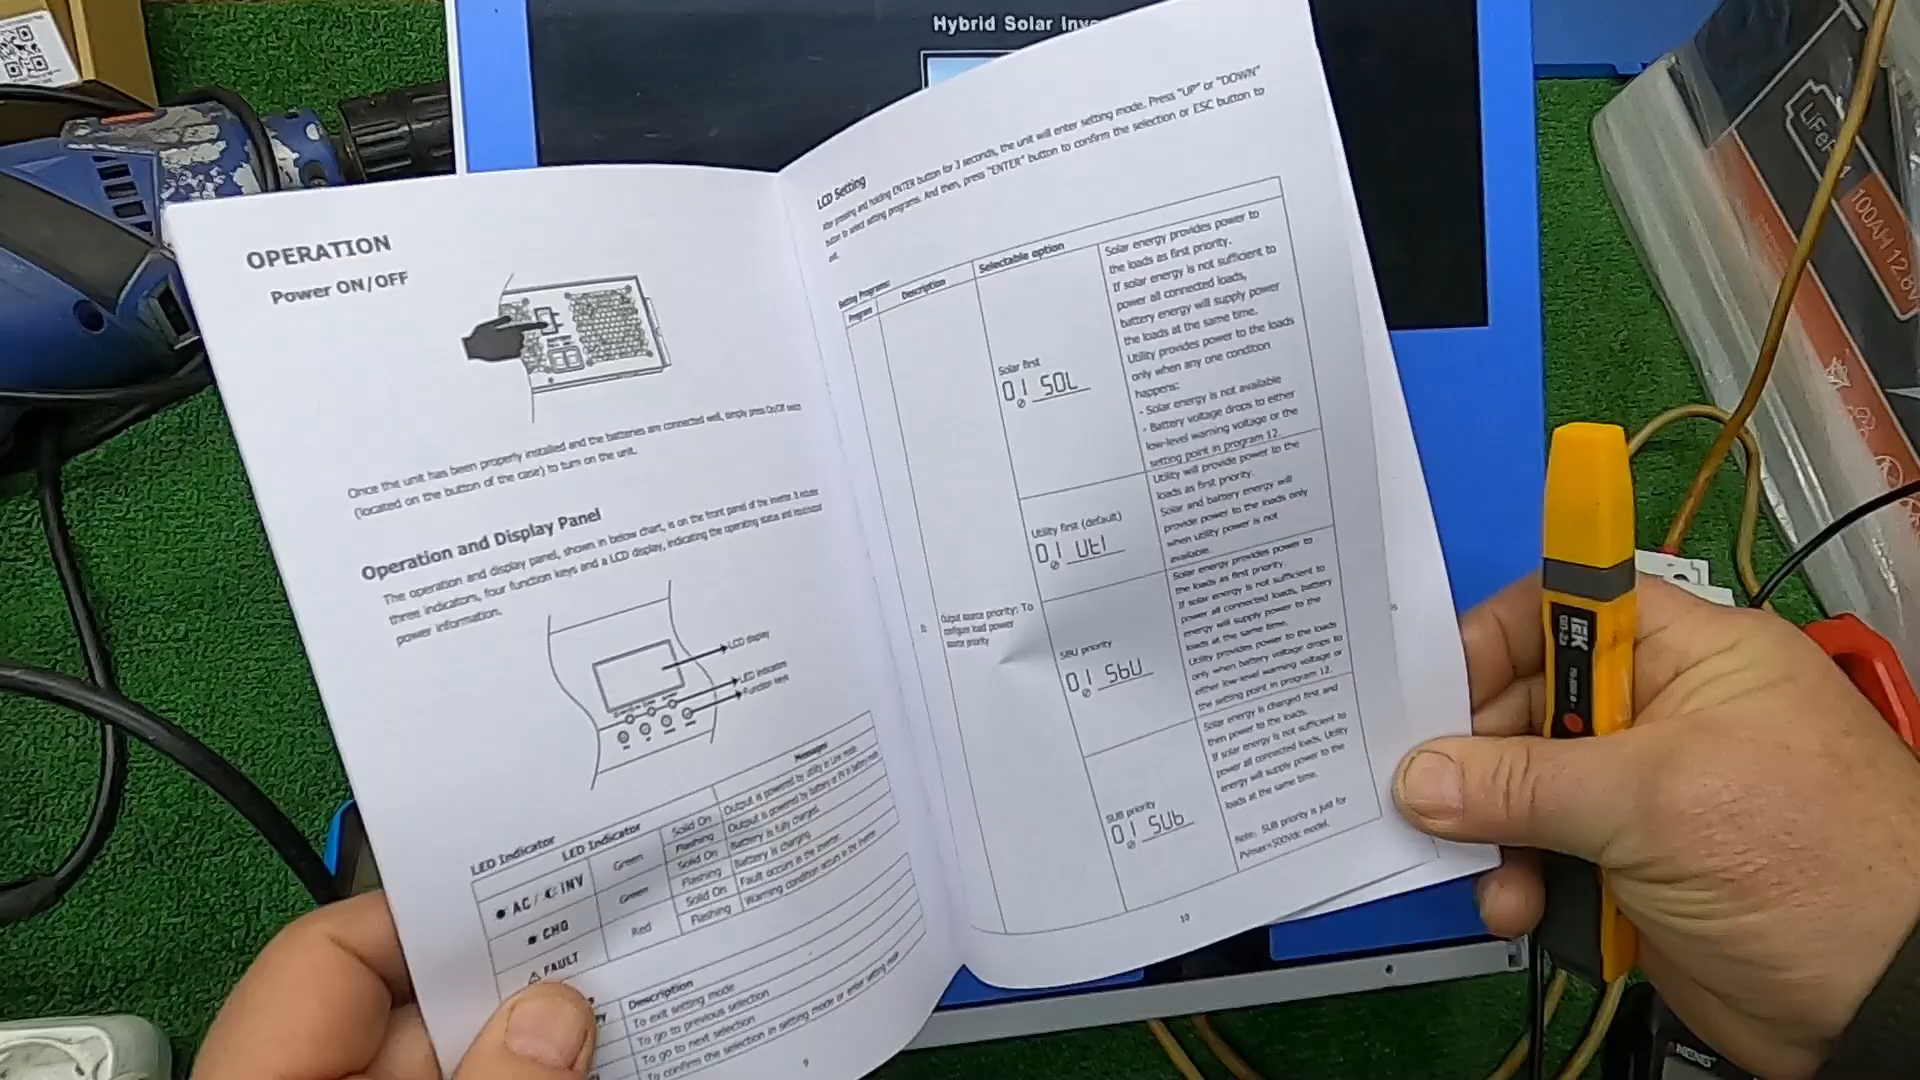 Hybrid Solar Inv
OPERATION
Power ON/OFF
Once the unit has been properly installed and the batteries are connected well, simply press On/Off switch
(located on the button of the case) to turn on the unit.
Operation and Display Panel
The operation and display panel, shown in below chart, is on the front panel of the inverter. It includes
three indicators, four function keys and a LCD display, indicating the operating status and input/output
power information.
LCD display
LED indicators
Function keys
LED Indicator
LED Indicator
Messages
AC / INV
Green
Solid On
Output is powered by utility in Line mode.
Flashing
Output is powered by battery or PV in battery mode.
CHG
Green
Solid On
Battery is fully charged.
Flashing
Battery is charging.
FAULT
Red
Solid On
Fault occurs in the inverter.
Flashing
Warning condition occurs in the inverter.
Description
To exit setting mode
To go to previous selection
To go to next selection
To confirm the selection in setting mode or enter setting mode
9
LCD Setting
After pressing and holding ENTER button for 3 seconds, the unit will enter setting mode. Press "UP" or "DOWN"
button to select setting programs. And then, press "ENTER" button to confirm the selection or ESC button to
exit.
Setting Programs:
Program
Description
Selectable option
Output source priority: To
configure load power
source priority
Solar first
01 SOL
Solar energy provides power to
the loads as first priority.
If solar energy is not sufficient to
power all connected loads,
battery energy will supply power
the loads at the same time.
Utility provides power to the loads
only when any one condition
happens:
- Solar energy is not available
- Battery voltage drops to either
low-level warning voltage or the
setting point in program 12.
Utility first (default)
01 UtI
Utility will provide power to the
loads as first priority.
Solar and battery energy will
provide power to the loads only
when utility power is not
available.
SBU priority
01 SbU
Solar energy provides power to
the loads as first priority.
If solar energy is not sufficient to
power all connected loads, battery
energy will supply power to the
loads at the same time.
Utility provides power to the loads
only when battery voltage drops to
either low-level warning voltage or
the setting point in program 12.
SUB priority
01 SUb
Solar energy is charged first and
then power to the loads.
If solar energy is not sufficient to
power all connected loads, Utility
energy will supply power to the
loads at the same time.
Note: SUB priority is just for
PVmax=500Vdc model.
10
LiFeP
100AH 12.8V
IEK